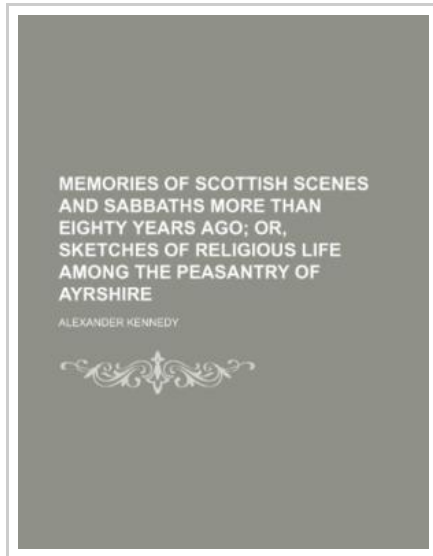 MEMORIES OF SCOTTISH SCENES
AND SABBATHS MORE THAN
EIGHTY YEARS AGO; OR,
SKETCHES OF RELIGIOUS LIFE
AMONG THE PEASANTRY OF
AYRSHIRE
ALEXANDER KENNEDY